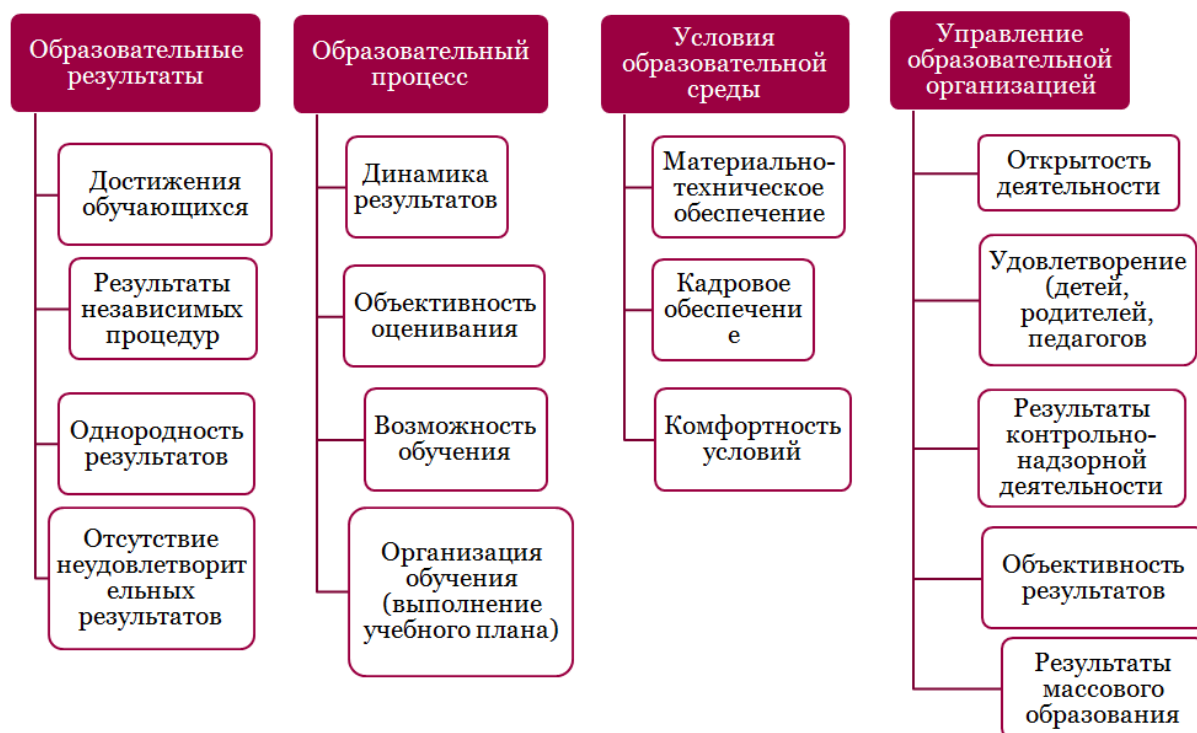 Образовательные
результаты
Достижения
обучающихся
Результаты
независимых
процедур
Однородность
результатов
Отсутствие
неудовлетворит
ельных
результатов
Образовательный
процесс
Динамика
результатов
Объективность
оценивания
Возможность
обучения
Организация
обучения
(выполнение
учебного плана)
Условия
образовательной
среды
Материально-
техническое
обеспечение
Кадровое
обеспечени
е
Комфортность
условий
Управление
образовательной
организацией
Открытость
деятельности
Удовлетворение
(детей,
родителей,
педагогов
Результаты
контрольно-
надзорной
деятельности
Объективность
результатов
Результаты
массового
образования